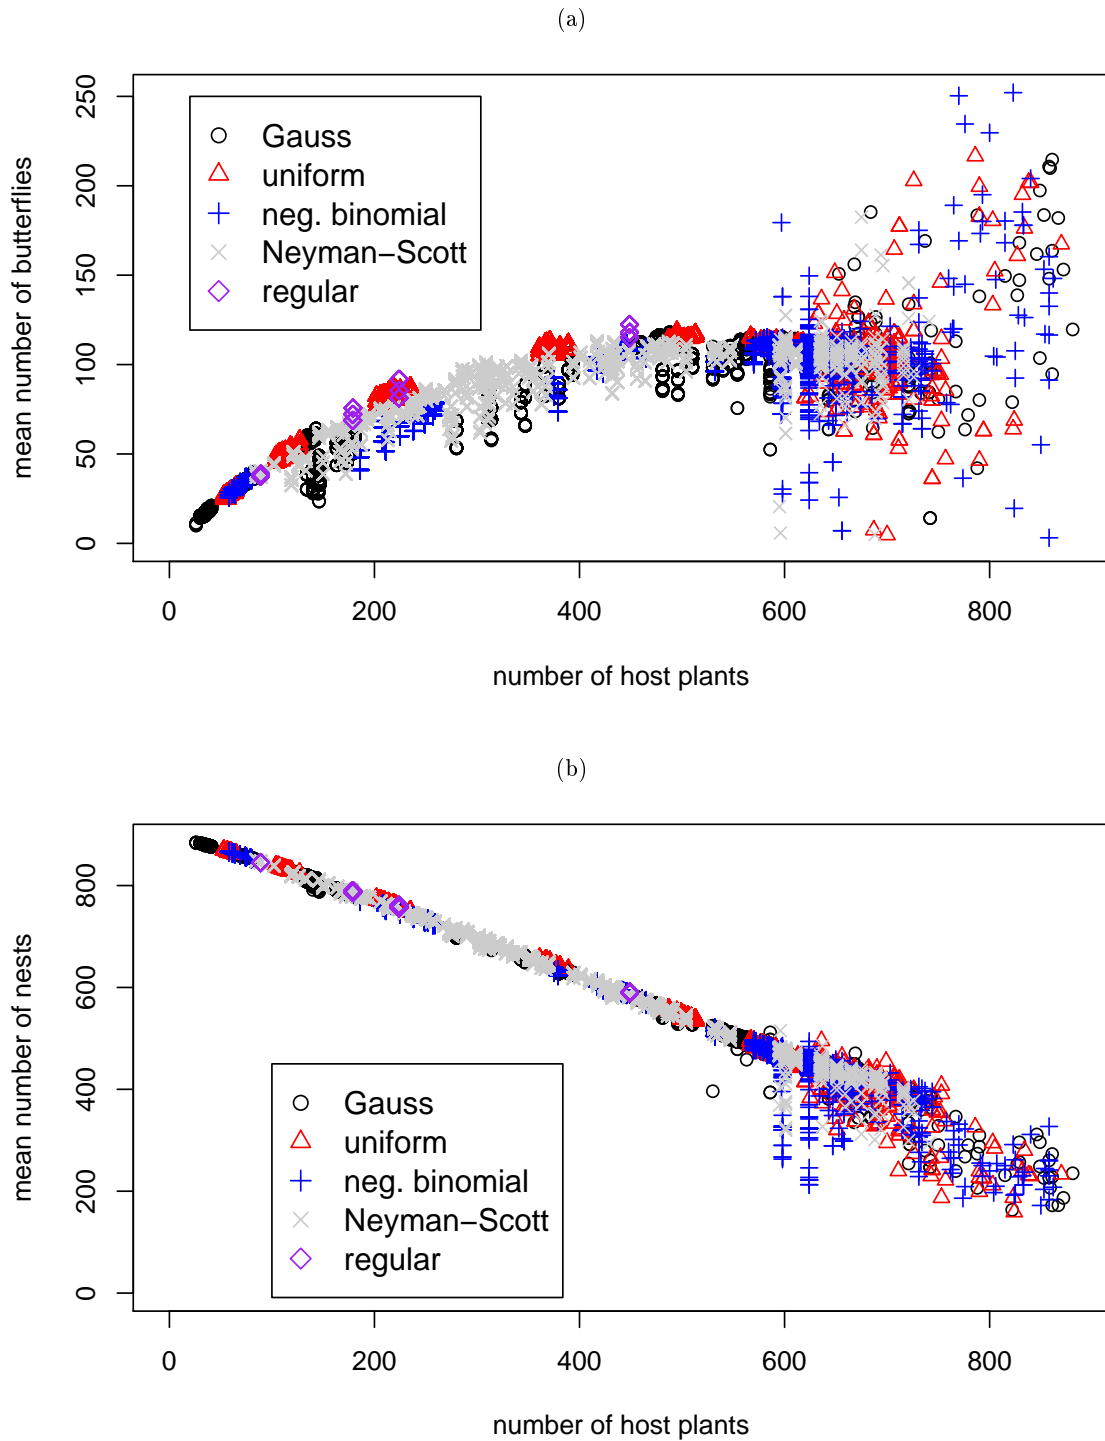 (a)
mean number of butterflies
250
200
150
100
50
0
Gauss
uniform
neg. binomial
Neyman−Scott
regular
0 200 400 600 800
number of host plants
(b)
mean number of nests
800
600
400
200
0
Gauss
uniform
neg. binomial
Neyman−Scott
regular
0 200 400 600 800
number of host plants